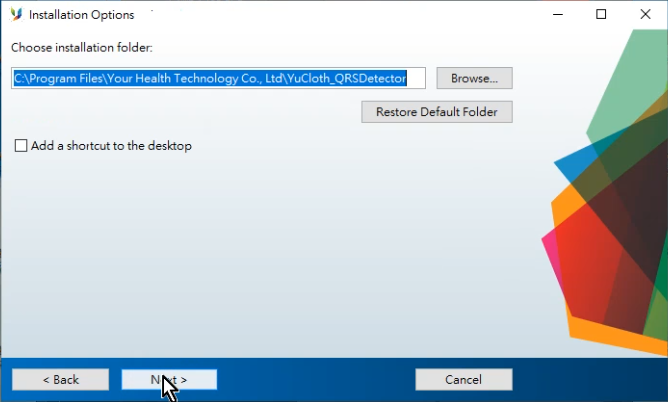 Installation Options
Choose installation folder:
C:\Program Files\Your Health Technology Co., Ltd\YuCloth_QRSDetector
Browse...
Restore Default Folder
Add a shortcut to the desktop
< Back
Next >
Cancel